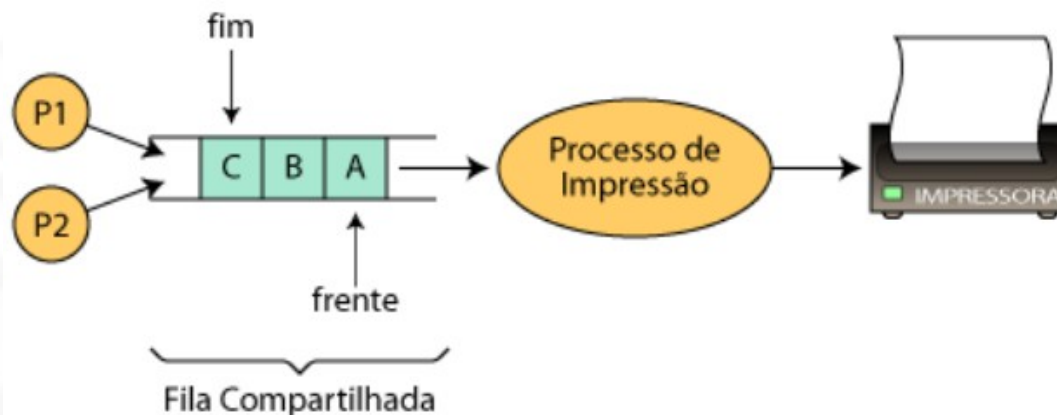 fim
P1
P2
C B A
frente
Fila Compartilhada
Processo de
Impressão
IMPRESSORA